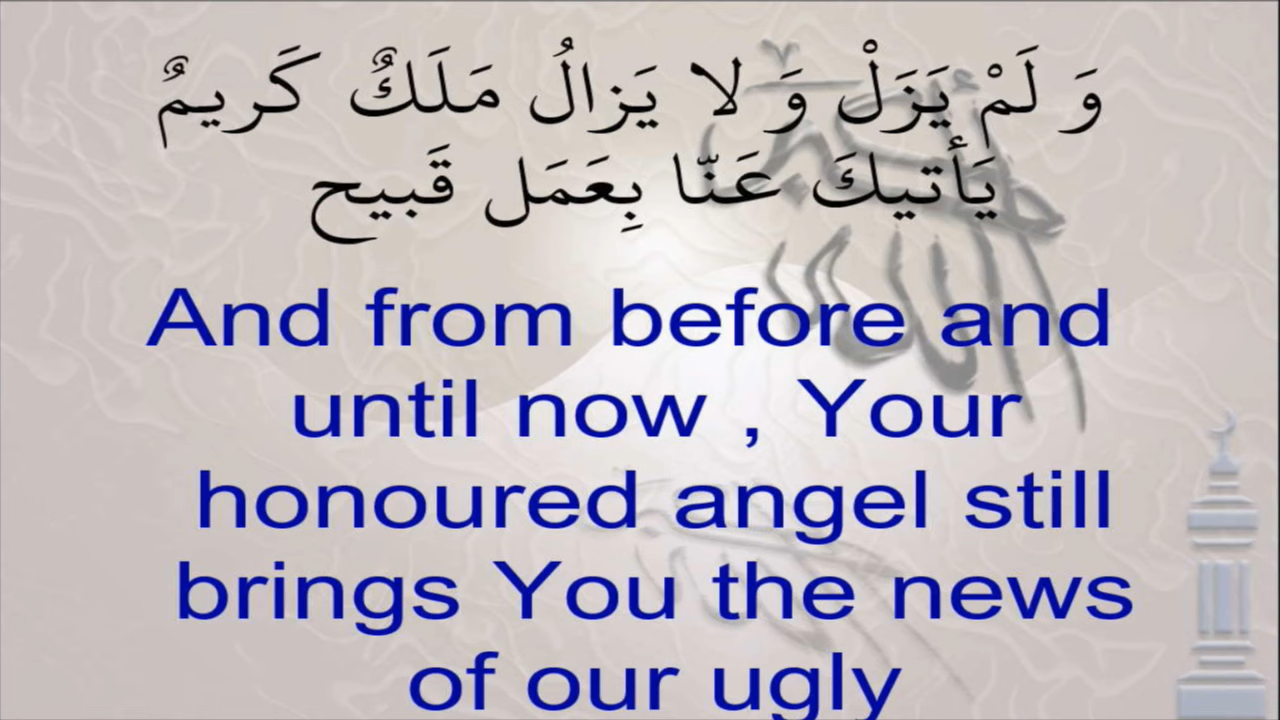 وَ لَمْ يَزَلْ وَ لا يَزالُ مَلَكٌ كَريمٌ
يَأتيكَ عَنّا بِعَمَل قَبيح
And from before and
until now , Your
honoured angel still
brings You the news
of our ugly